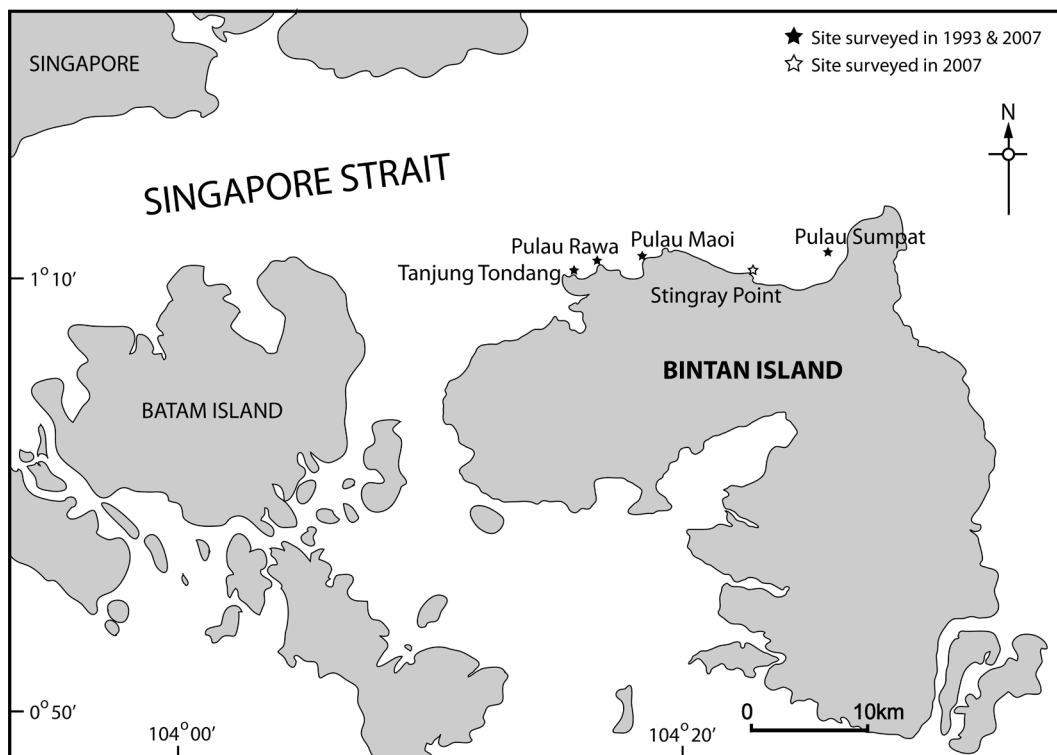 ★ Site surveyed in 1993 & 2007
☆ Site surveyed in 2007
SINGAPORE
N
SINGAPORE STRAIT
Pulau Rawa
Pulau Maoi
Pulau Sumpat
Tanjung Tondang
1° 10'
Stingray Point
BINTAN ISLAND
BATAM ISLAND
0° 50'
0
10km
104° 00'
104° 20'